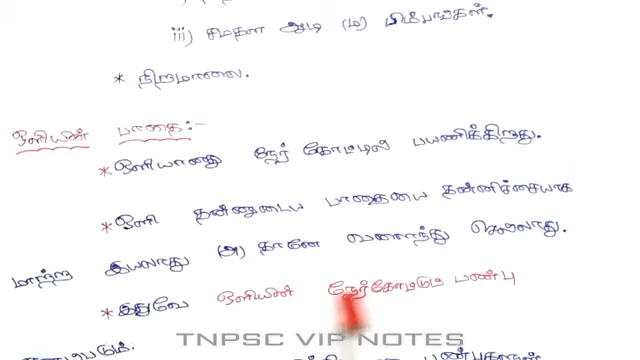 iii) சமதள ஆடி (ம) பிம்பங்கள்.
* நிறமாலை.
ஒளியின் பாதை:-
* ஒளியானது நேர் கோட்டில் பயணிக்கிறது.
* ஒளி தன்னுடைய பாதையை தன்னிச்சையாக
மாற்ற இயலாது (அ) தானே வளைந்து செல்லாது.
* இதுவே ஒளியின் நேர்கோட்டுப் பண்பு
TNPSC VIP NOTES